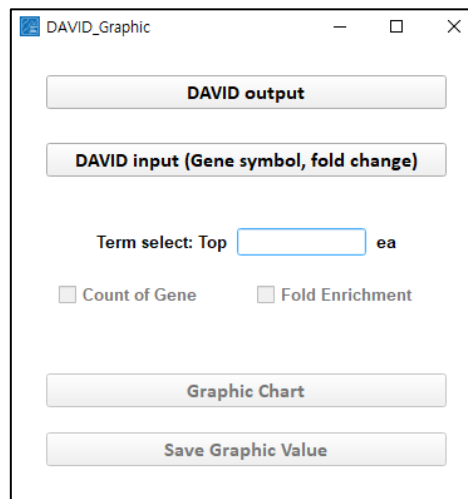 DAVID_Graphic
DAVID output
DAVID input (Gene symbol, fold change)
Term select: Top ea
Count of Gene Fold Enrichment
Graphic Chart
Save Graphic Value